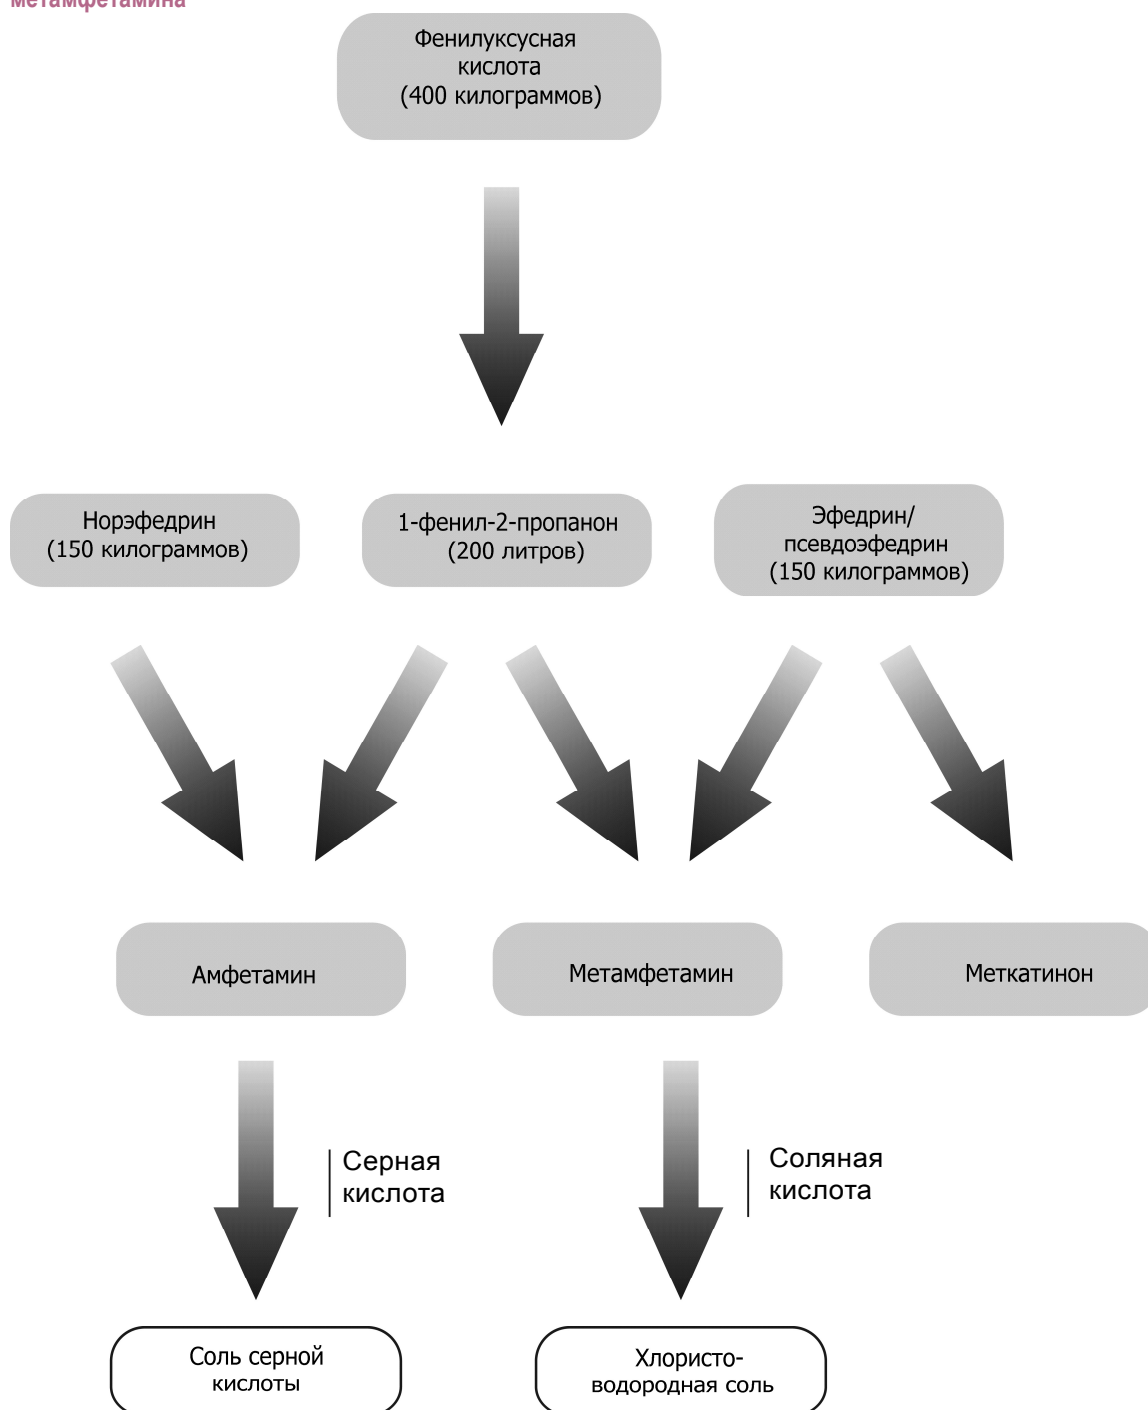 метамфетамина
Фенилуксусная
кислота
(400 килограммов)
Норэфедрин
(150 килограммов)
1-фенил-2-пропанон
(200 литров)
Эфедрин/
псевдоэфедрин
(150 килограммов)
Амфетамин
Метамфетамин
Меткатинон
Серная
кислота
Соляная
кислота
Соль серной
кислоты
Хлористо-
водородная соль